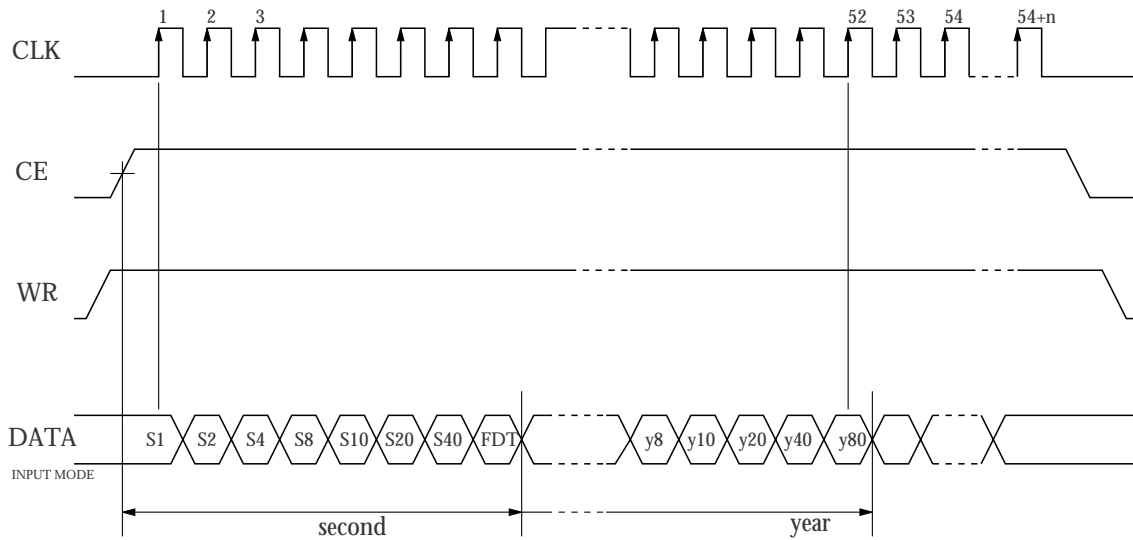 1 2 3 52 53 54 54+n
CLK
CE
WR
DATA S1 S2 S4 S8 S10 S20 S40 FDT y8 y10 y20 y40 y80
INPUT MODE
second year